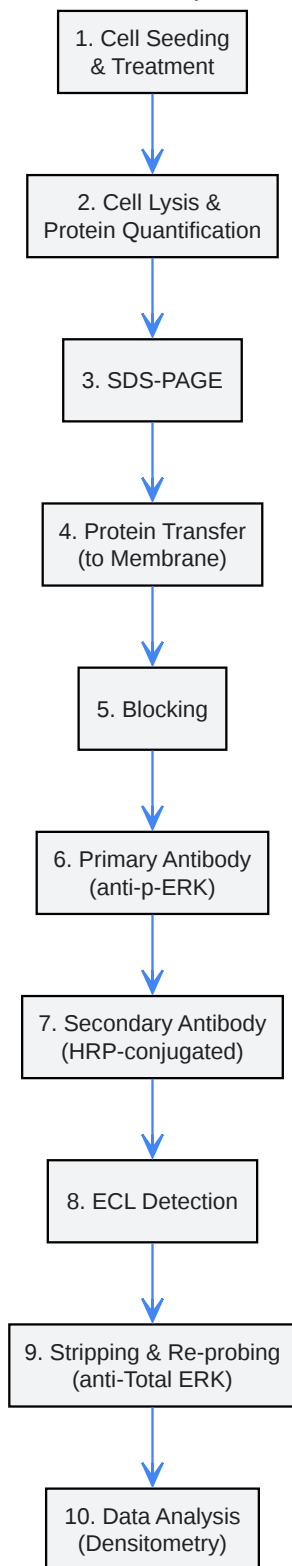 1. Cell Seeding
& Treatment
2. Cell Lysis &
Protein Quantification
3. SDS-PAGE
4. Protein Transfer
(to Membrane)
5. Blocking
6. Primary Antibody
(anti-p-ERK)
7. Secondary Antibody
(HRP-conjugated)
8. ECL Detection
9. Stripping & Re-probing
(anti-Total ERK)
10. Data Analysis
(Densitometry)